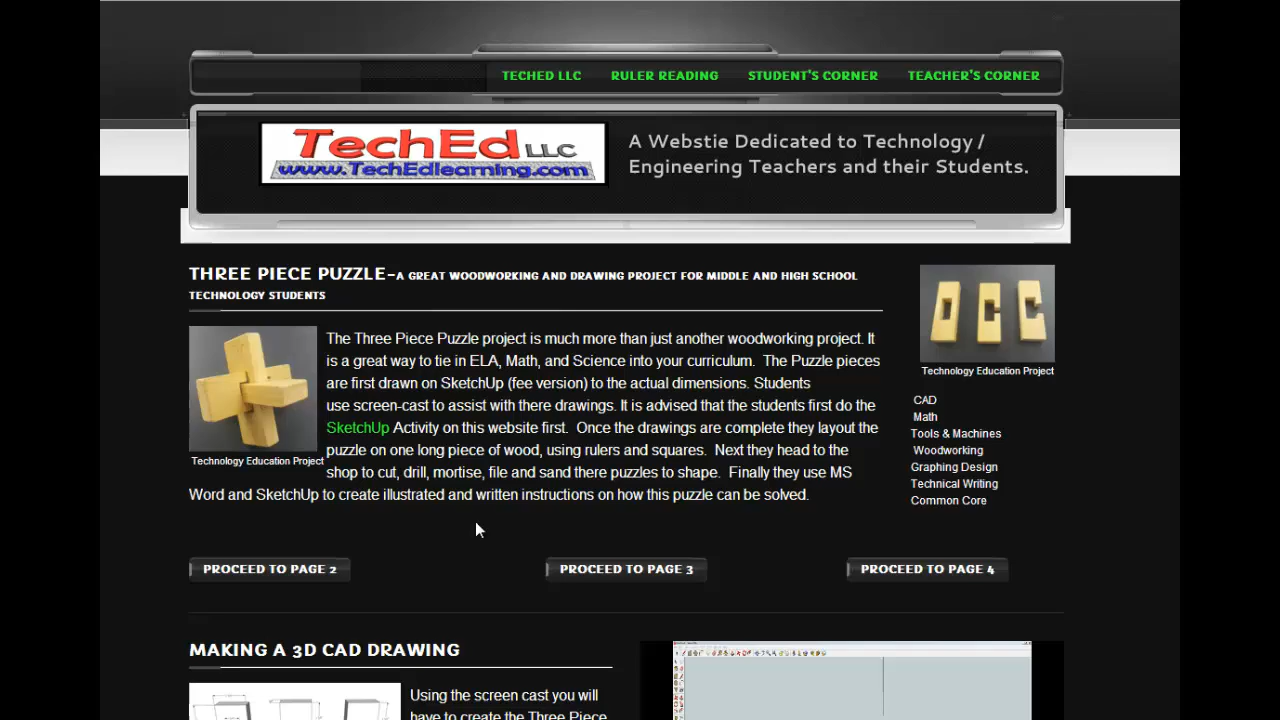 TECHED LLC RULER READING STUDENT'S CORNER TEACHER'S CORNER
TechEd LLC
www.TechEdlearning.com
A Webstie Dedicated to Technology /
Engineering Teachers and their Students.
THREE PIECE PUZZLE-A GREAT WOODWORKING AND DRAWING PROJECT FOR MIDDLE AND HIGH SCHOOL
TECHNOLOGY STUDENTS
The Three Piece Puzzle project is much more than just another woodworking project. It
is a great way to tie in ELA, Math, and Science into your curriculum. The Puzzle pieces
are first drawn on SketchUp (fee version) to the actual dimensions. Students
use screen-cast to assist with there drawings. It is advised that the students first do the
SketchUp Activity on this website first. Once the drawings are complete they layout the
puzzle on one long piece of wood, using rulers and squares. Next they head to the
Technology Education Project
shop to cut, drill, mortise, file and sand there puzzles to shape. Finally they use MS
Word and SketchUp to create illustrated and written instructions on how this puzzle can be solved.
Technology Education Project
CAD
Math
Tools & Machines
Woodworking
Graphing Design
Technical Writing
Common Core
PROCEED TO PAGE 2 PROCEED TO PAGE 3 PROCEED TO PAGE 4
MAKING A 3D CAD DRAWING
Using the screen cast you will
have to create the Three Piece